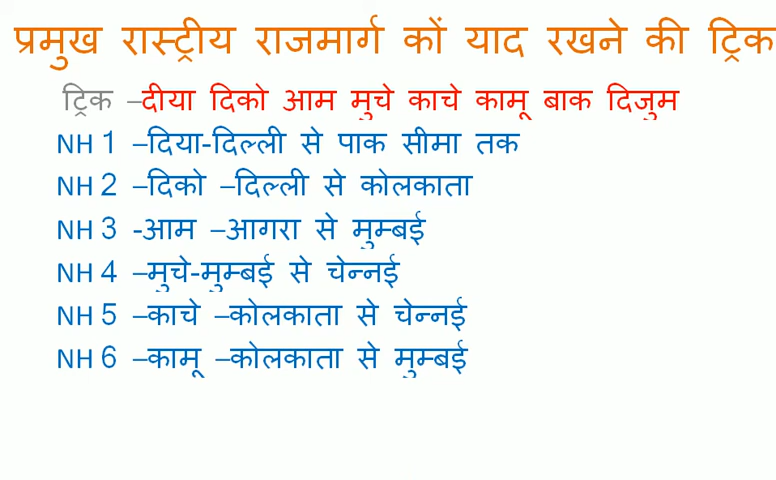 प्रमुख रास्ट्रीय राजमार्ग कों याद रखने की ट्रिक
ट्रिक –दीया दिको आम मुचे काचे कामू बाक दिजुम
NH 1 –दिया-दिल्ली से पाक सीमा तक
NH 2 –दिको –दिल्ली से कोलकाता
NH 3 -आम –आगरा से मुम्बई
NH 4 –मुचे-मुम्बई से चेन्नई
NH 5 –काचे –कोलकाता से चेन्नई
NH 6 –कामू –कोलकाता से मुम्बई